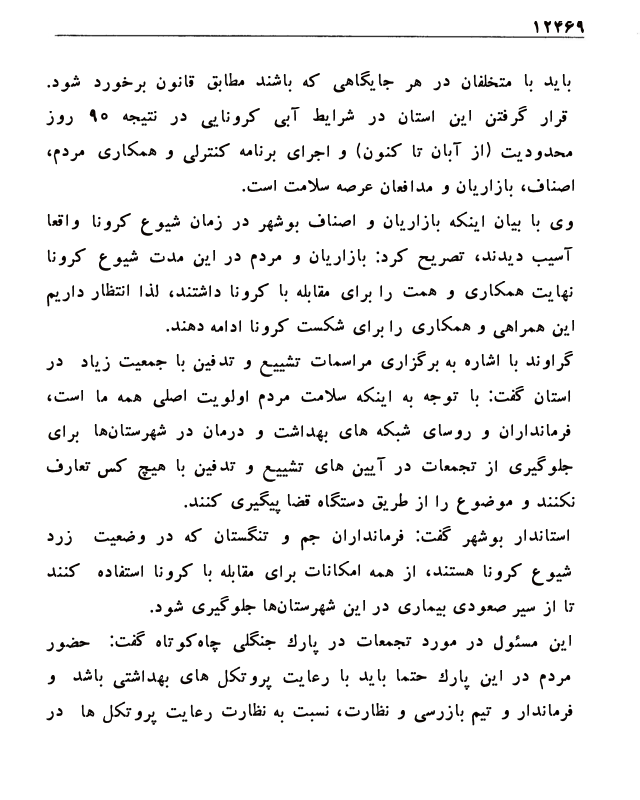 ۱۲۴۶۹
باید با متخلفان در هر جایگاهی که باشند مطابق قانون برخورد شود.
قرار گرفتن این استان در شرایط آبی کرونایی در نتیجه ۹۰ روز
محدودیت (از آبان تا کنون) و اجرای برنامه کنترلی و همکاری مردم،
اصناف، بازاریان و مدافعان عرصه سلامت است.
وی با بیان اینکه بازاریان و اصناف بوشهر در زمان شیوع کرونا واقعا
آسیب دیدند، تصریح کرد: بازاریان و مردم در این مدت شیوع کرونا
نهایت همکاری و همت را برای مقابله با کرونا داشتند، لذا انتظار داریم
این همراهی و همکاری را برای شکست کرونا ادامه دهند.
گراوند با اشاره به برگزاری مراسمات تشییع و تدفین با جمعیت زیاد در
استان گفت: با توجه به اینکه سلامت مردم اولویت اصلی همه ما است،
فرمانداران و روسای شبکه های بهداشت و درمان در شهرستان‌ها برای
جلوگیری از تجمعات در آیین های تشییع و تدفین با هیچ کس تعارف
نکنند و موضوع را از طریق دستگاه قضا پیگیری کنند.
استاندار بوشهر گفت: فرمانداران جم و تنگستان که در وضعیت زرد
شیوع کرونا هستند، از همه امکانات برای مقابله با کرونا استفاده کنند
تا از سیر صعودی بیماری در این شهرستان‌ها جلوگیری شود.
این مسئول در مورد تجمعات در پارك جنگلی چاه‌کوتاه گفت: حضور
مردم در این پارك حتما باید با رعایت پروتکل های بهداشتی باشد و
فرماندار و تیم بازرسی و نظارت، نسبت به نظارت رعایت پروتکل ها در